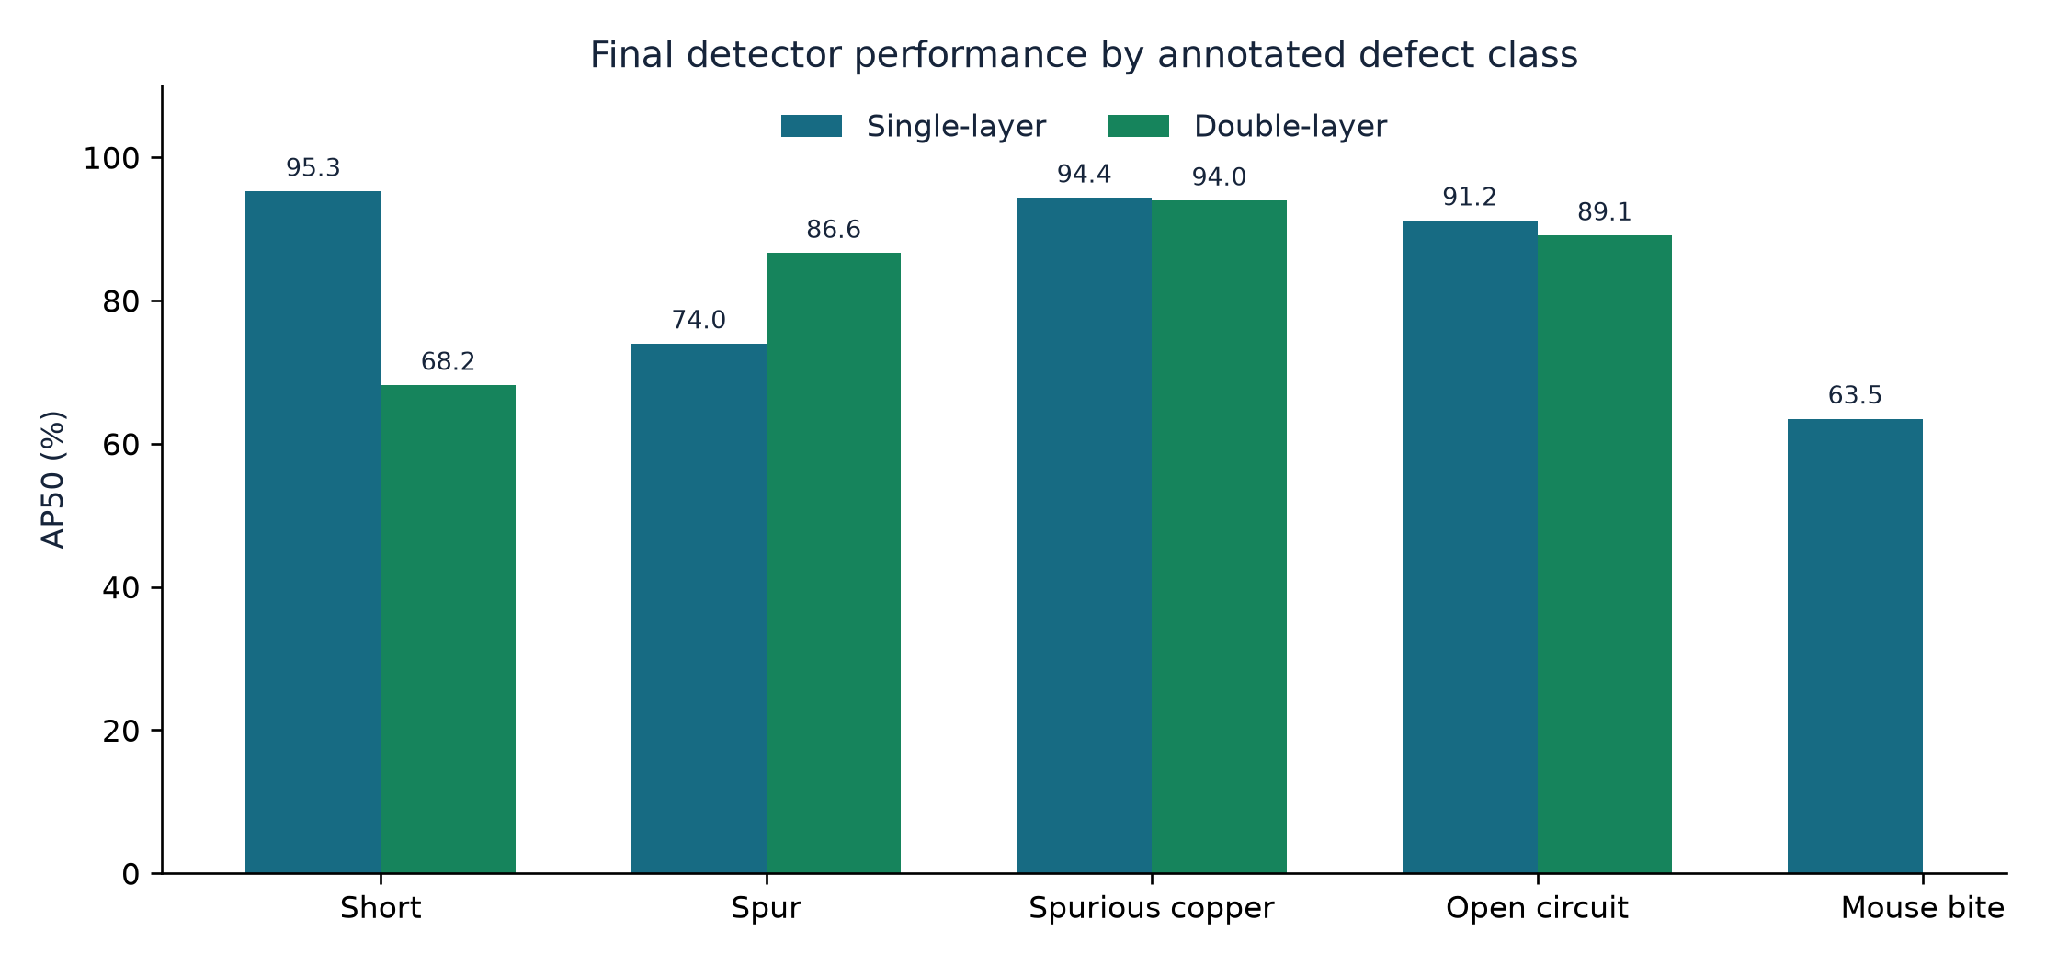 Final detector performance by annotated defect class
Single-layer
Double-layer
AP50 (%)
100
80
60
40
20
0
95.3
68.2
74.0
86.6
94.4
94.0
91.2
89.1
63.5
Short
Spur
Spurious copper
Open circuit
Mouse bite